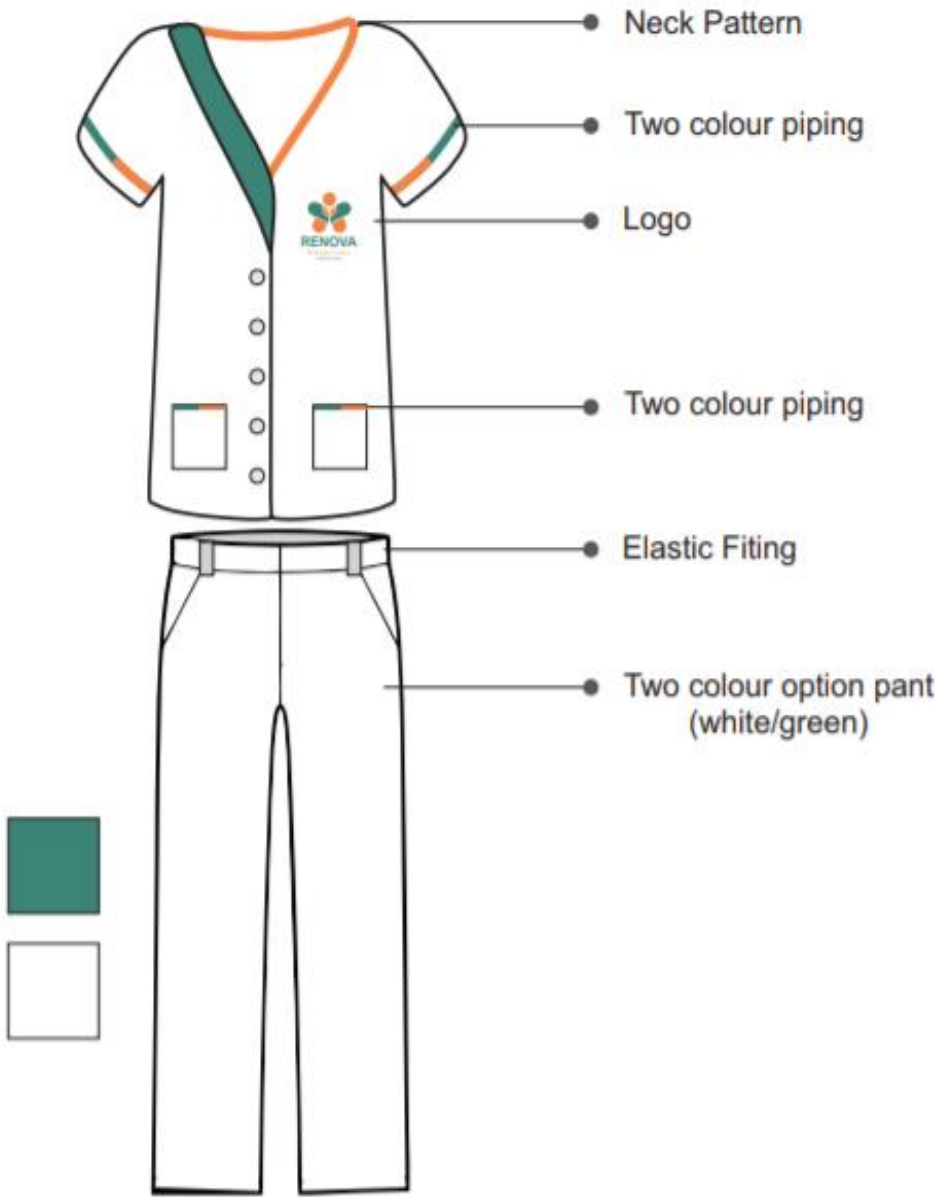 Neck Pattern
Two colour piping
Logo
RENOVA
Two colour piping
Elastic Fiting
Two colour option pant
(white/green)